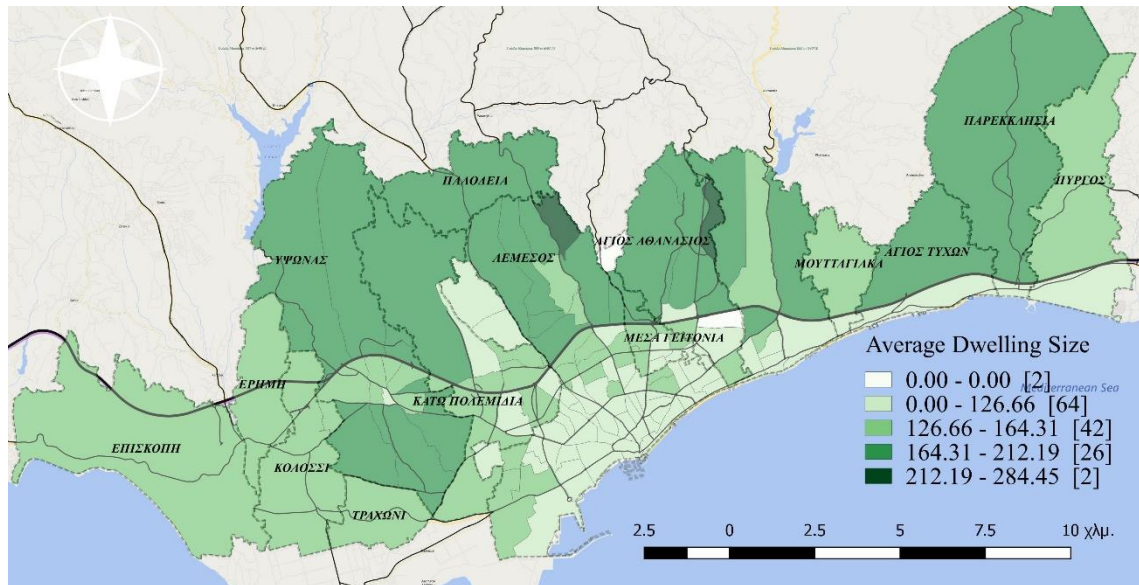 ΠΑΡΕΚΚΛΗΣΙΑ
ΠΑΛΟΔΕΙΑ
ΠΥΡΓΟΣ
ΑΓΙΟΣ ΑΘΑΝΑΣΙΟΣ
ΥΨΩΝΑΣ
ΛΕΜΕΣΟΣ
ΑΓΙΟΣ ΤΥΧΩΝ
ΜΟΥΤΤΑΓΙΑΚΑ
ΜΕΣΑ ΓΕΙΤΟΝΙΑ
ΕΡΗΜΗ
ΚΑΤΩ ΠΟΛΕΜΙΔΙΑ
ΕΠΙΣΚΟΠΗ
ΚΟΛΟΣΣΙ
ΤΡΑΧΩΝΙ
Average Dwelling Size
0.00 - 0.00 [2]
Mediterranean Sea
0.00 - 126.66 [64]
126.66 - 164.31 [42]
164.31 - 212.19 [26]
212.19 - 284.45 [2]
2.5 0 2.5 5 7.5 10 χλμ.